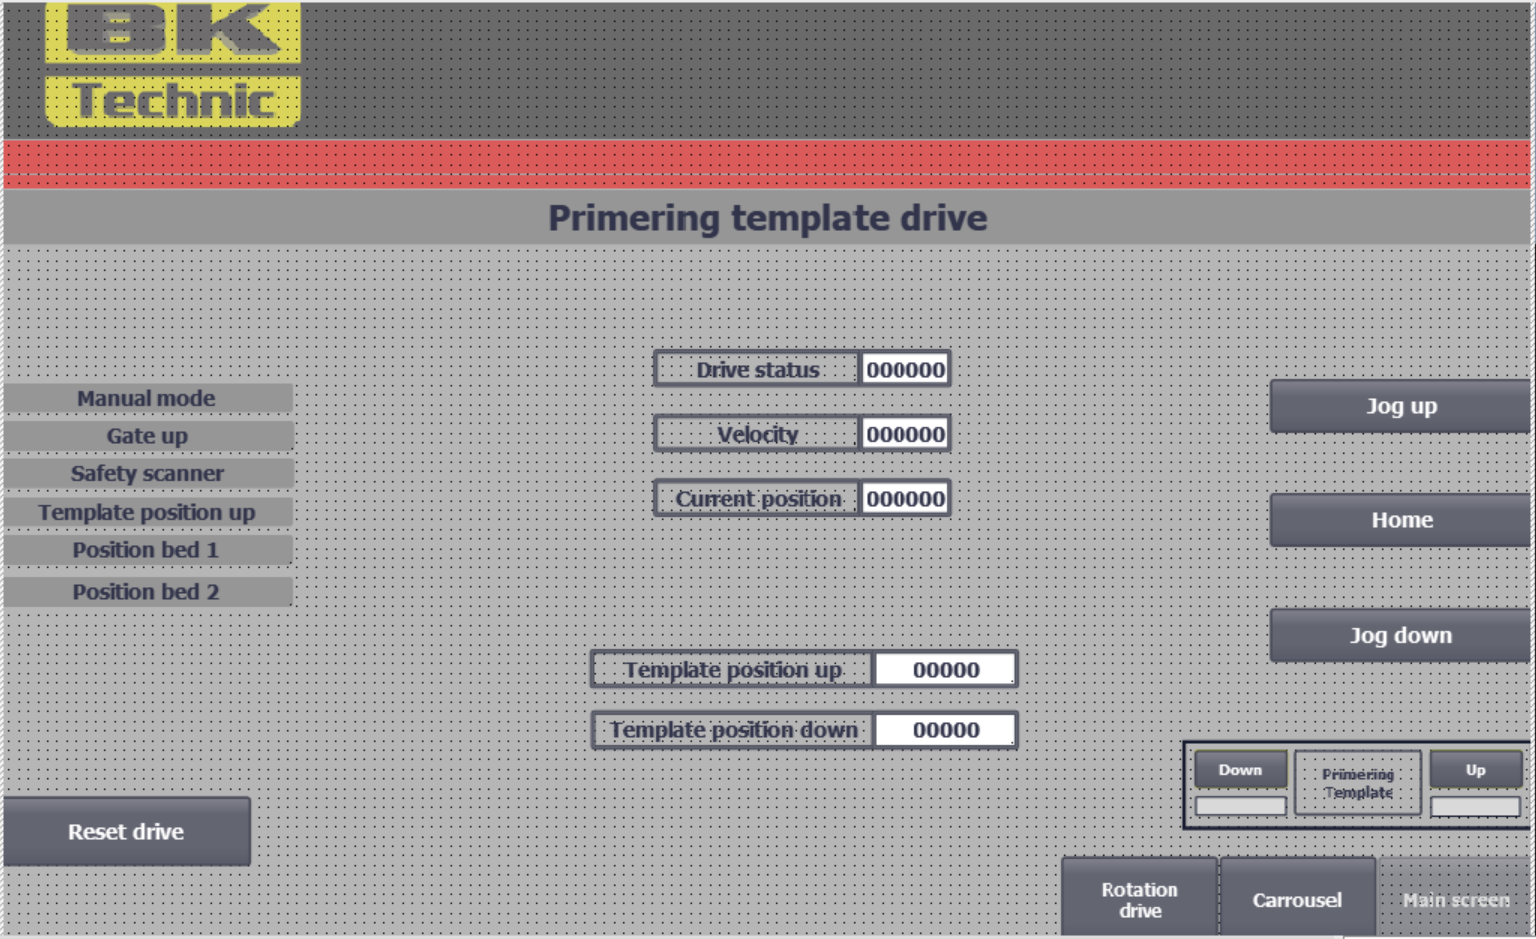 BK
Technic
Primering template drive
Drive status 000000
Velocity 000000
Current position 000000
Manual mode
Gate up
Safety scanner
Template position up
Position bed 1
Position bed 2
Jog up
Home
Jog down
Template position up 00000
Template position down 00000
Down
Primering
Template
Up
Reset drive
Rotation
drive
Carrousel
Main screen